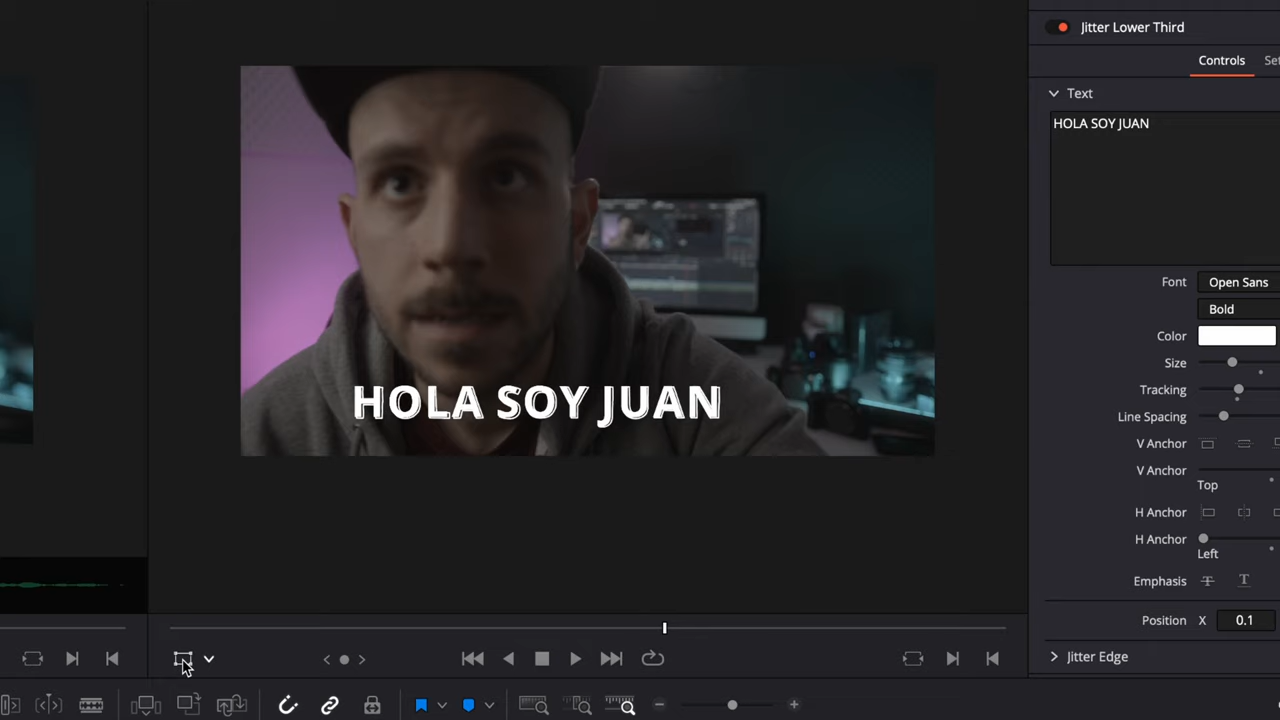 Jitter Lower Third
Controls
Text
HOLA SOY JUAN
HOLA SOY JUAN
Font Open Sans
Bold
Color
Size
Tracking
Line Spacing
V Anchor
V Anchor
Top
H Anchor
H Anchor
Left
Emphasis T T
Position X 0.1
Jitter Edge